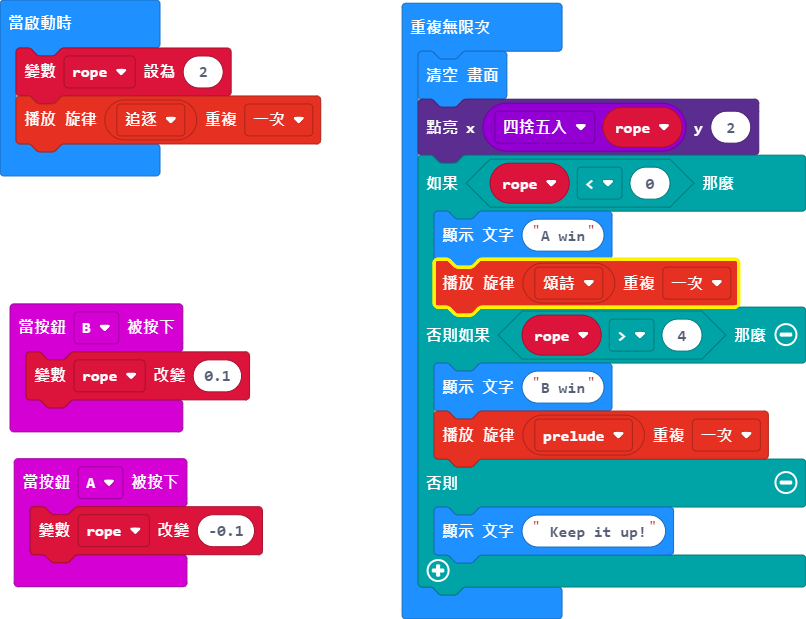 當啟動時
變數 rope 設為 2
播放 旋律 追逐 重複 一次
當按鈕 B 被按下
變數 rope 改變 0.1
當按鈕 A 被按下
變數 rope 改變 -0.1
重複無限次
清空 畫面
點亮 x 四捨五入 rope y 2
如果 rope < 0 那麼
顯示 文字 "A win"
播放 旋律 頌詩 重複 一次
否則如果 rope > 4 那麼
顯示 文字 "B win"
播放 旋律 prelude 重複 一次
否則
顯示 文字 " Keep it up!"